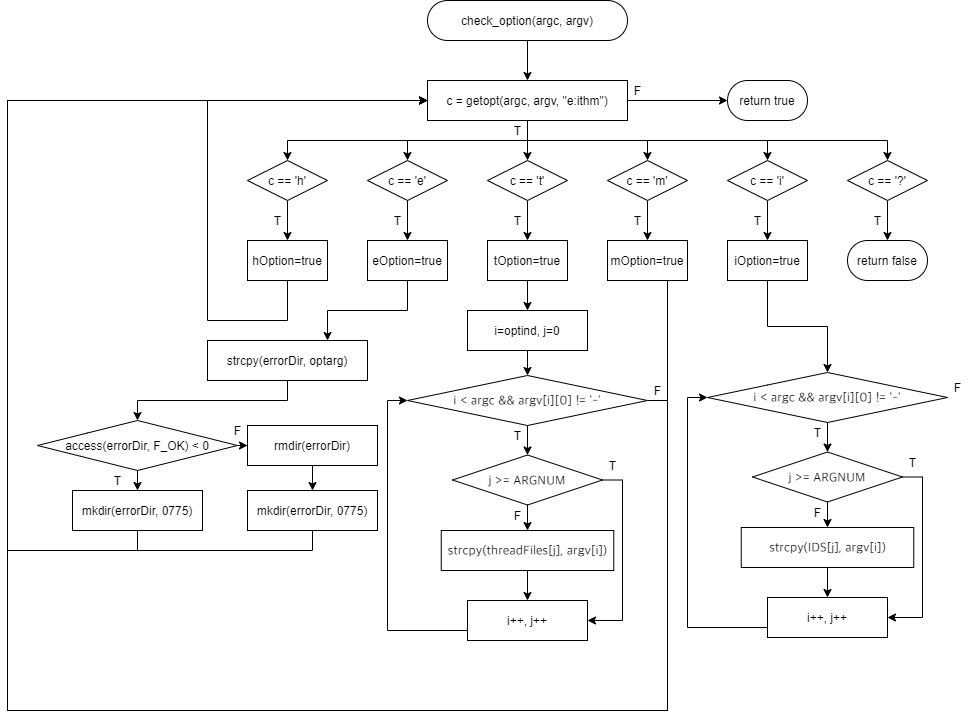 check_option(argc, argv)
c = getopt(argc, argv, "e:ithm")
F
return true
T
c == 'h'
c == 'e'
c == 't'
c == 'm'
c == 'i'
c == '?'
T
T
T
T
T
T
hOption=true
eOption=true
tOption=true
mOption=true
iOption=true
return false
i=optind, j=0
strcpy(errorDir, optarg)
i < argc && argv[i][0] != '-'
F
i < argc && argv[i][0] != '-'
F
access(errorDir, F_OK) < 0
F
rmdir(errorDir)
T
T
T
j >= ARGNUM
T
j >= ARGNUM
T
mkdir(errorDir, 0775)
mkdir(errorDir, 0775)
F
F
strcpy(threadFiles[j], argv[i])
strcpy(IDS[j], argv[i])
i++, j++
i++, j++